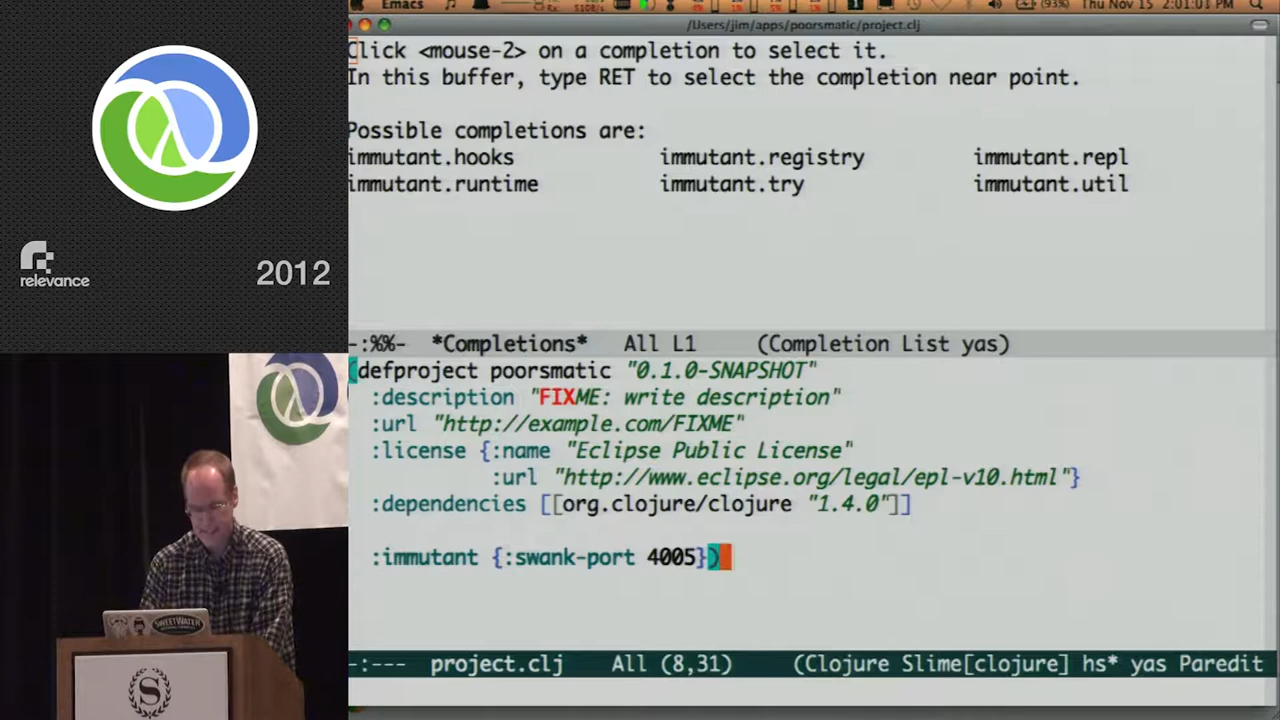 Emacs
(93%)
Thu Nov 15 2:01:01 PM
/Users/jim/apps/poorsmatic/project.clj
Click <mouse-2> on a completion to select it.
In this buffer, type RET to select the completion near point.
Possible completions are:
immutant.hooks immutant.registry immutant.repl
immutant.runtime immutant.try immutant.util
-:%%- *Completions* All L1 (Completion List yas)
(defproject poorsmatic "0.1.0-SNAPSHOT"
:description "FIXME: write description"
:url "http://example.com/FIXME"
:license {:name "Eclipse Public License"
:url "http://www.eclipse.org/legal/epl-v10.html"}
:dependencies [[org.clojure/clojure "1.4.0"]]
:immutant {:swank-port 4005})
-:--- project.clj All (8,31) (Clojure Slime[clojure] hs* yas Paredit
relevance
2012
SWEETWATER
S